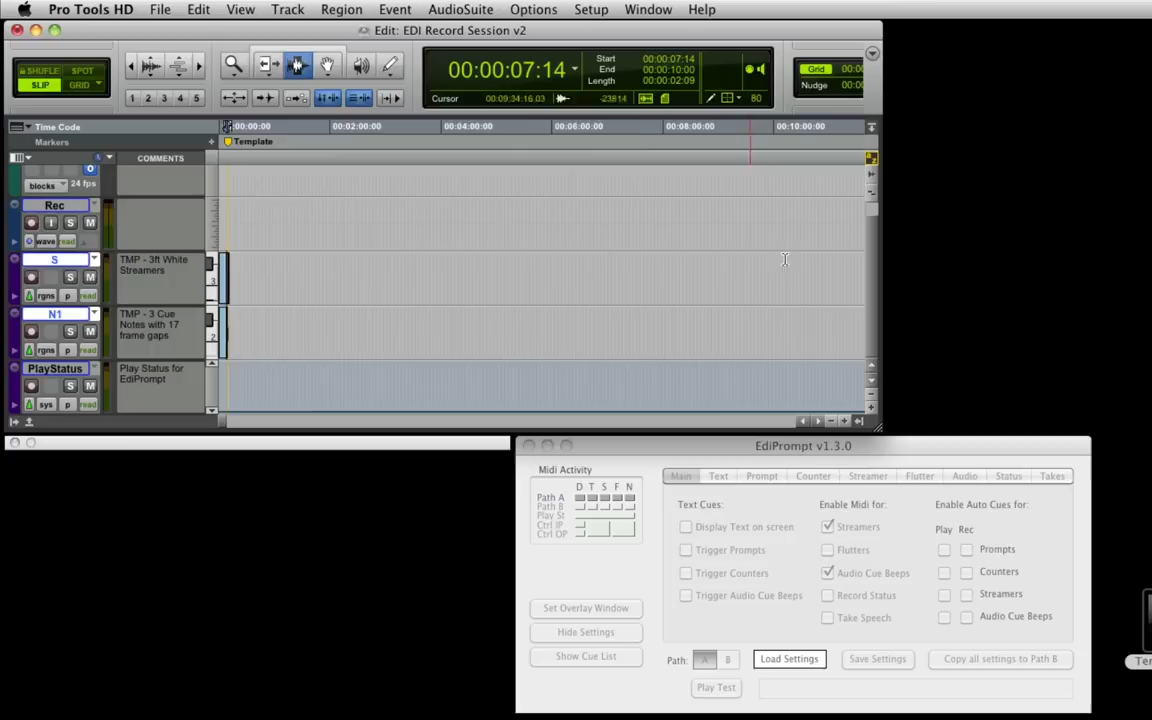 Pro Tools HD File Edit View Track Region Event AudioSuite Options Setup Window Help
Edit: EDI Record Session v2
SHUFFLE SPOT
SLIP GRID
1 2 3 4 5
00:00:07:14
Start 00:00:07:14
End 00:00:10:00
Length 00:00:02:09
Cursor 00:09:34:16.03 -23814 80
Grid 00:0
Nudge 00:0
Time Code 00:00:00 00:02:00:00 00:04:00:00 00:06:00:00 00:08:00:00 00:10:00:00
Markers Template
COMMENTS
blocks 24 fps
Rec
I S M
wave read
S
S M
rgns p read
TMP - 3ft White
Streamers
3
N1
S M
rgns p read
TMP - 3 Cue
Notes with 17
frame gaps
2
PlayStatus
S M
sys p read
Play Status for
EdiPrompt
EdiPrompt v1.3.0
Midi Activity
D T S F N
Path A
Path B
Play St
Ctrl IP
Ctrl OP
Set Overlay Window
Hide Settings
Show Cue List
Main Text Prompt Counter Streamer Flutter Audio Status Takes
Text Cues:
Display Text on screen
Trigger Prompts
Trigger Counters
Trigger Audio Cue Beeps
Enable Midi for:
Streamers
Flutters
Audio Cue Beeps
Record Status
Take Speech
Enable Auto Cues for:
Play Rec
Prompts
Counters
Streamers
Audio Cue Beeps
Path: A B Load Settings Save Settings Copy all settings to Path B
Play Test